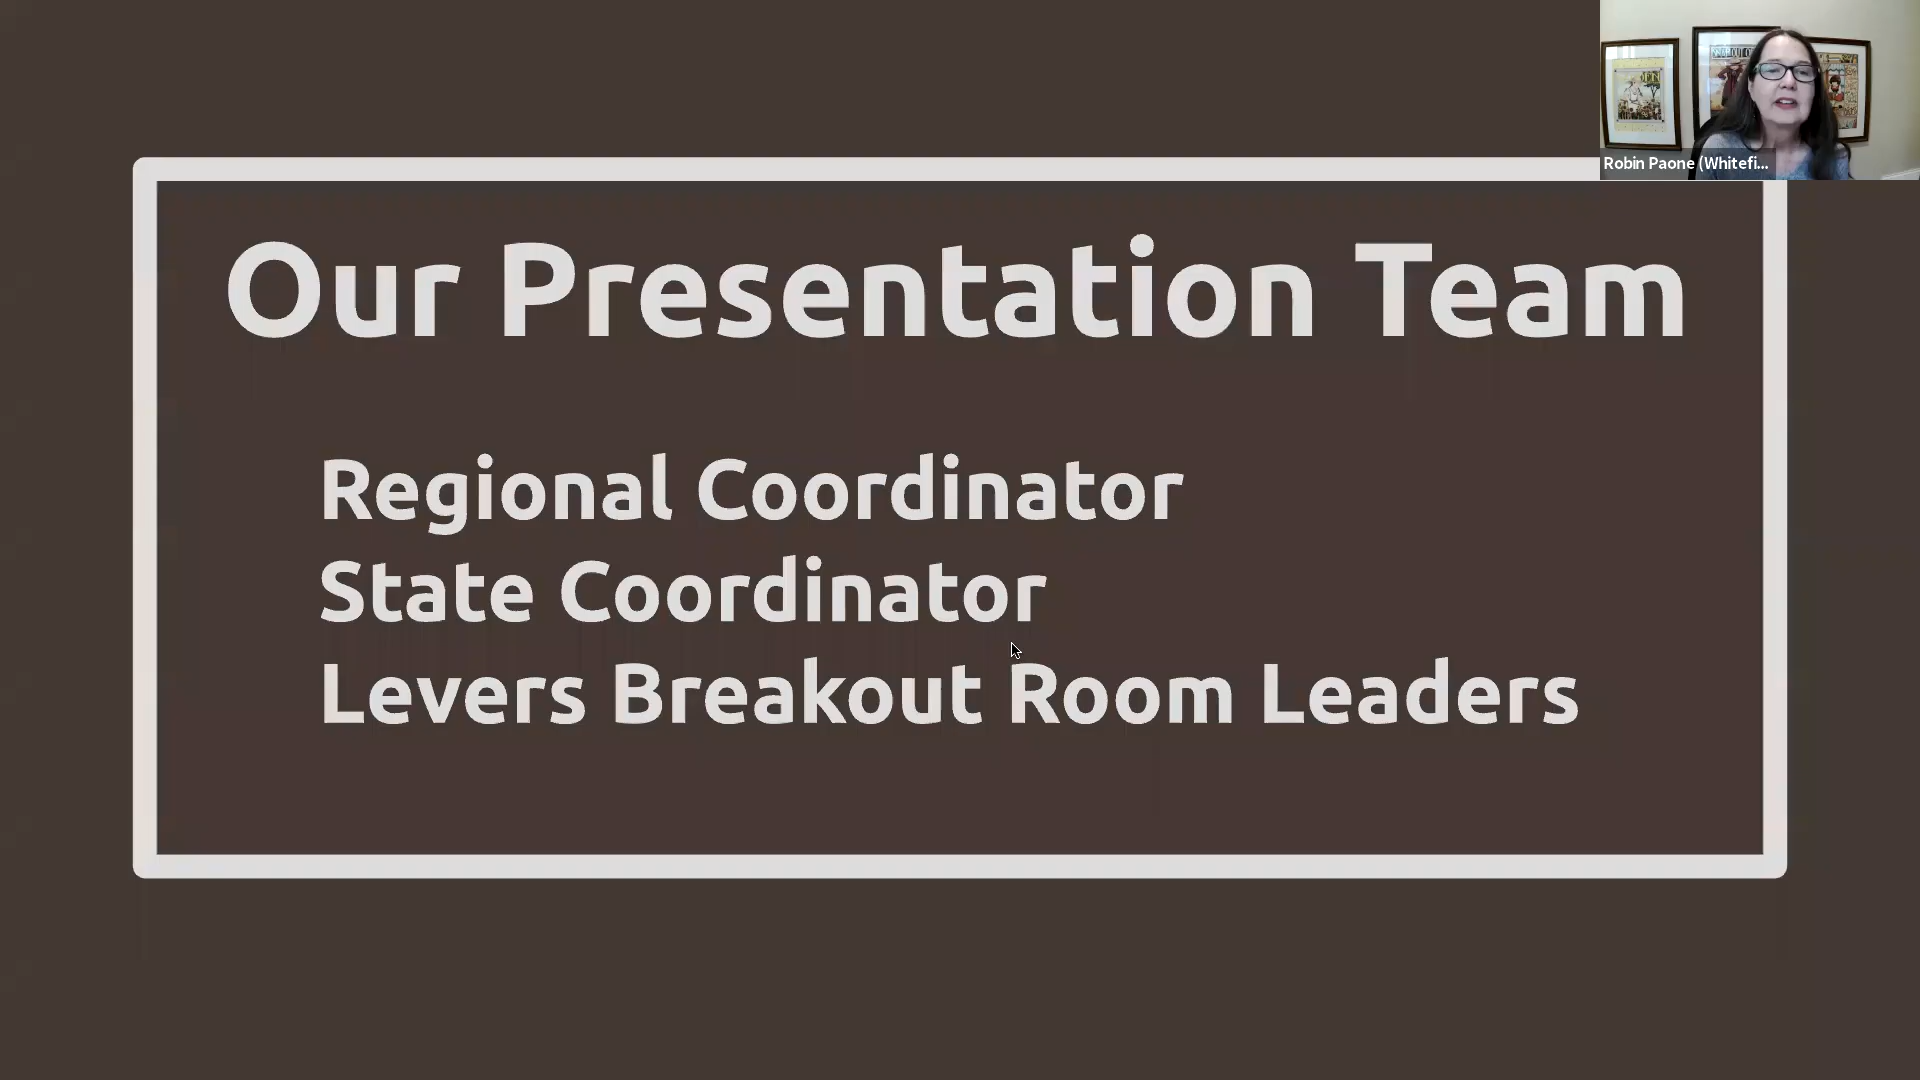 Robin Paone (Whitefi...
Our Presentation Team
Regional Coordinator
State Coordinator
Levers Breakout Room Leaders